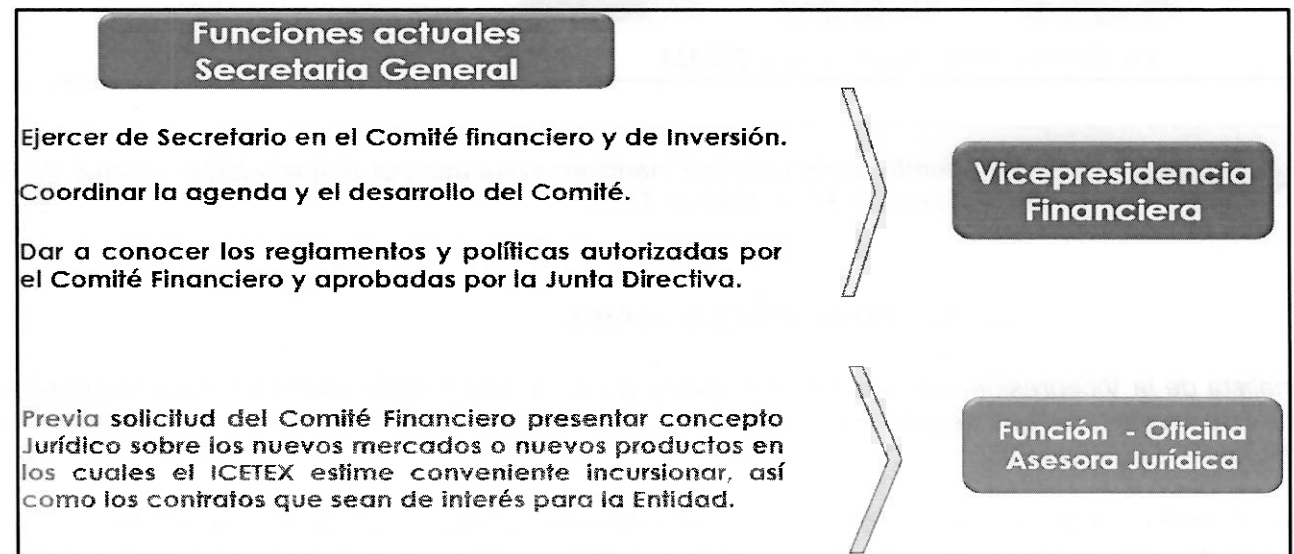 Funciones actuales
Secretaria General
Ejercer de Secretario en el Comité financiero y de Inversión.
Coordinar la agenda y el desarrollo del Comité.
Dar a conocer los reglamentos y políticas autorizadas por
el Comité Financiero y aprobadas por la Junta Directiva.
Vicepresidencia
Financiera
Previa solicitud del Comité Financiero presentar concepto
Jurídico sobre los nuevos mercados o nuevos productos en
los cuales el ICETEX estime conveniente incursionar, así
como los contratos que sean de interés para la Entidad.
Función - Oficina
Asesora Jurídica